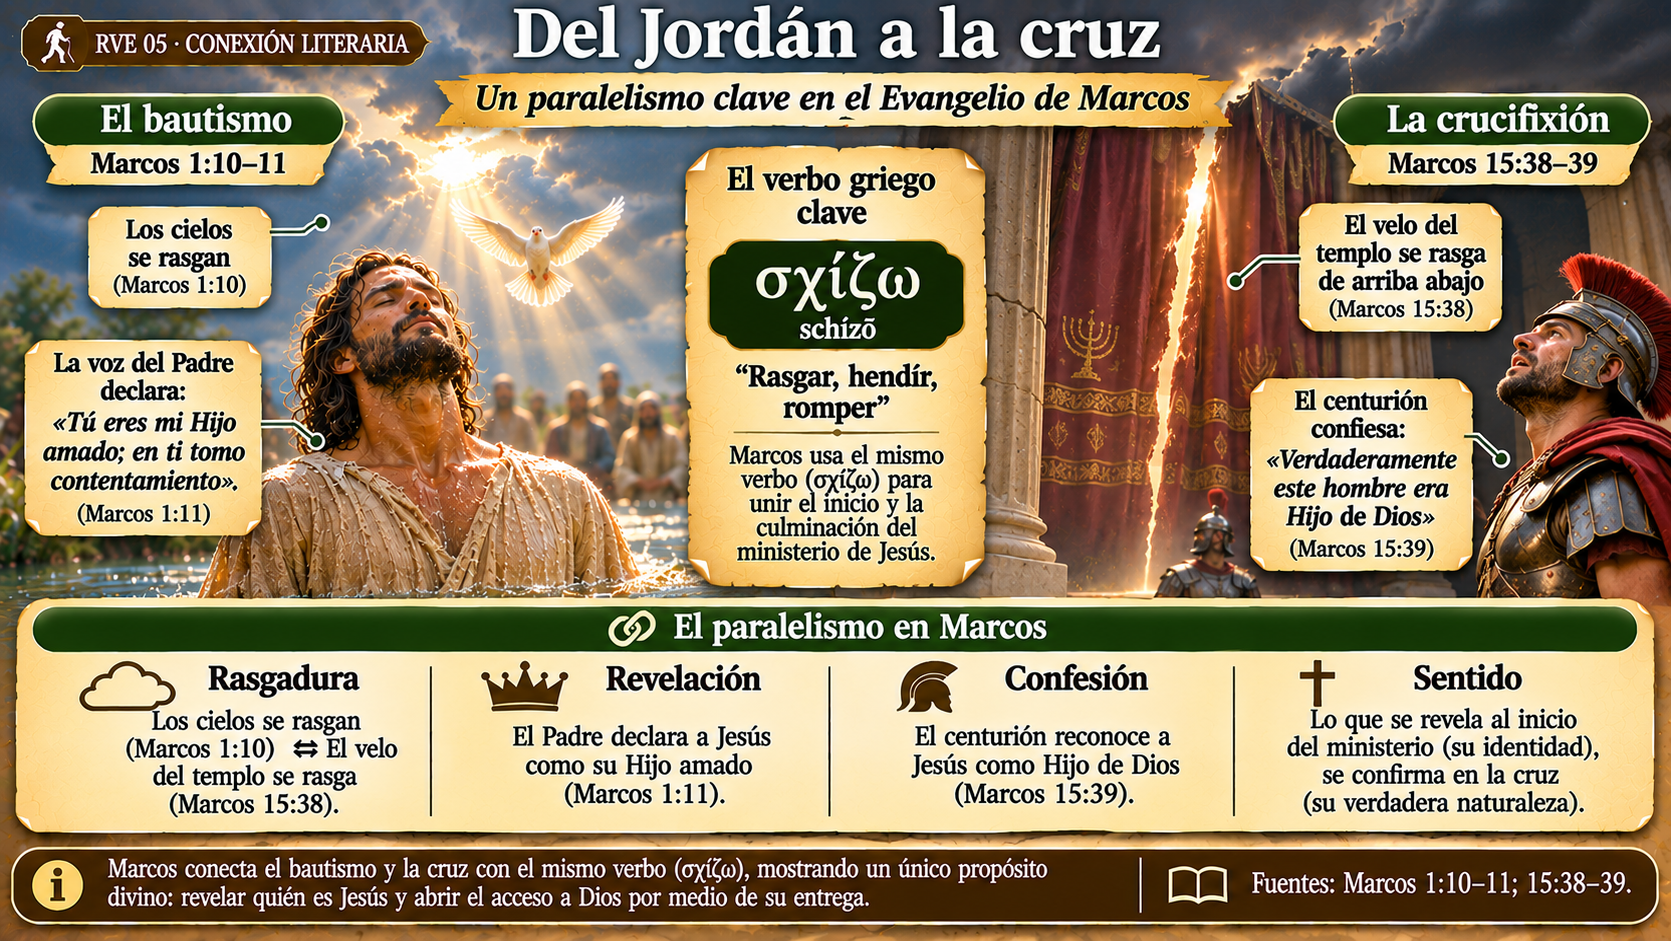 RVE 05 · CONEXIÓN LITERARIA
Del Jordán a la cruz
Un paralelismo clave en el Evangelio de Marcos
El bautismo
Marcos 1:10–11
Los cielos
se rasgan
(Marcos 1:10)
La voz del Padre
declara:
«Tú eres mi Hijo
amado; en ti tomo
contentamiento».
(Marcos 1:11)
El verbo griego
clave
σχίζω
schízõ
“Rasgar, hendír,
romper”
Marcos usa el mismo
verbo (σχίζω) para
unir el inicio y la
culminación del
ministerio de Jesús.
La crucifixión
Marcos 15:38–39
El velo del
templo se rasga
de arriba abajo
(Marcos 15:38)
El centurión
confiesa:
«Verdaderamente
este hombre era
Hijo de Dios»
(Marcos 15:39)
El paralelismo en Marcos
Rasgadura
Los cielos se rasgan
(Marcos 1:10) ⇔ El velo
del templo se rasga
(Marcos 15:38).
Revelación
El Padre declara a Jesús
como su Hijo amado
(Marcos 1:11).
Confesión
El centurión reconoce a
Jesús como Hijo de Dios
(Marcos 15:39).
Sentido
Lo que se revela al inicio
del ministerio (su identidad),
se confirma en la cruz
(su verdadera naturaleza).
Marcos conecta el bautismo y la cruz con el mismo verbo (σχίζω), mostrando un único propósito
divino: revelar quién es Jesús y abrir el acceso a Dios por medio de su entrega.
Fuentes: Marcos 1:10–11; 15:38–39.